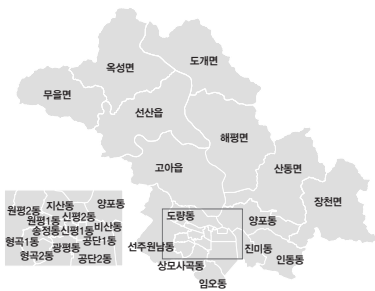 옥성면
도개면
무을면
선산읍
해평면
고아읍
산동면
장천면
도량동
양포동
선주원남동
진미동
인동동
상모사곡동
임오동
원평2동
지산동
양포동
원평1동
신평2동
비산동
송정동
신평1동
형곡1동
광평동
공단1동
형곡2동
공단2동